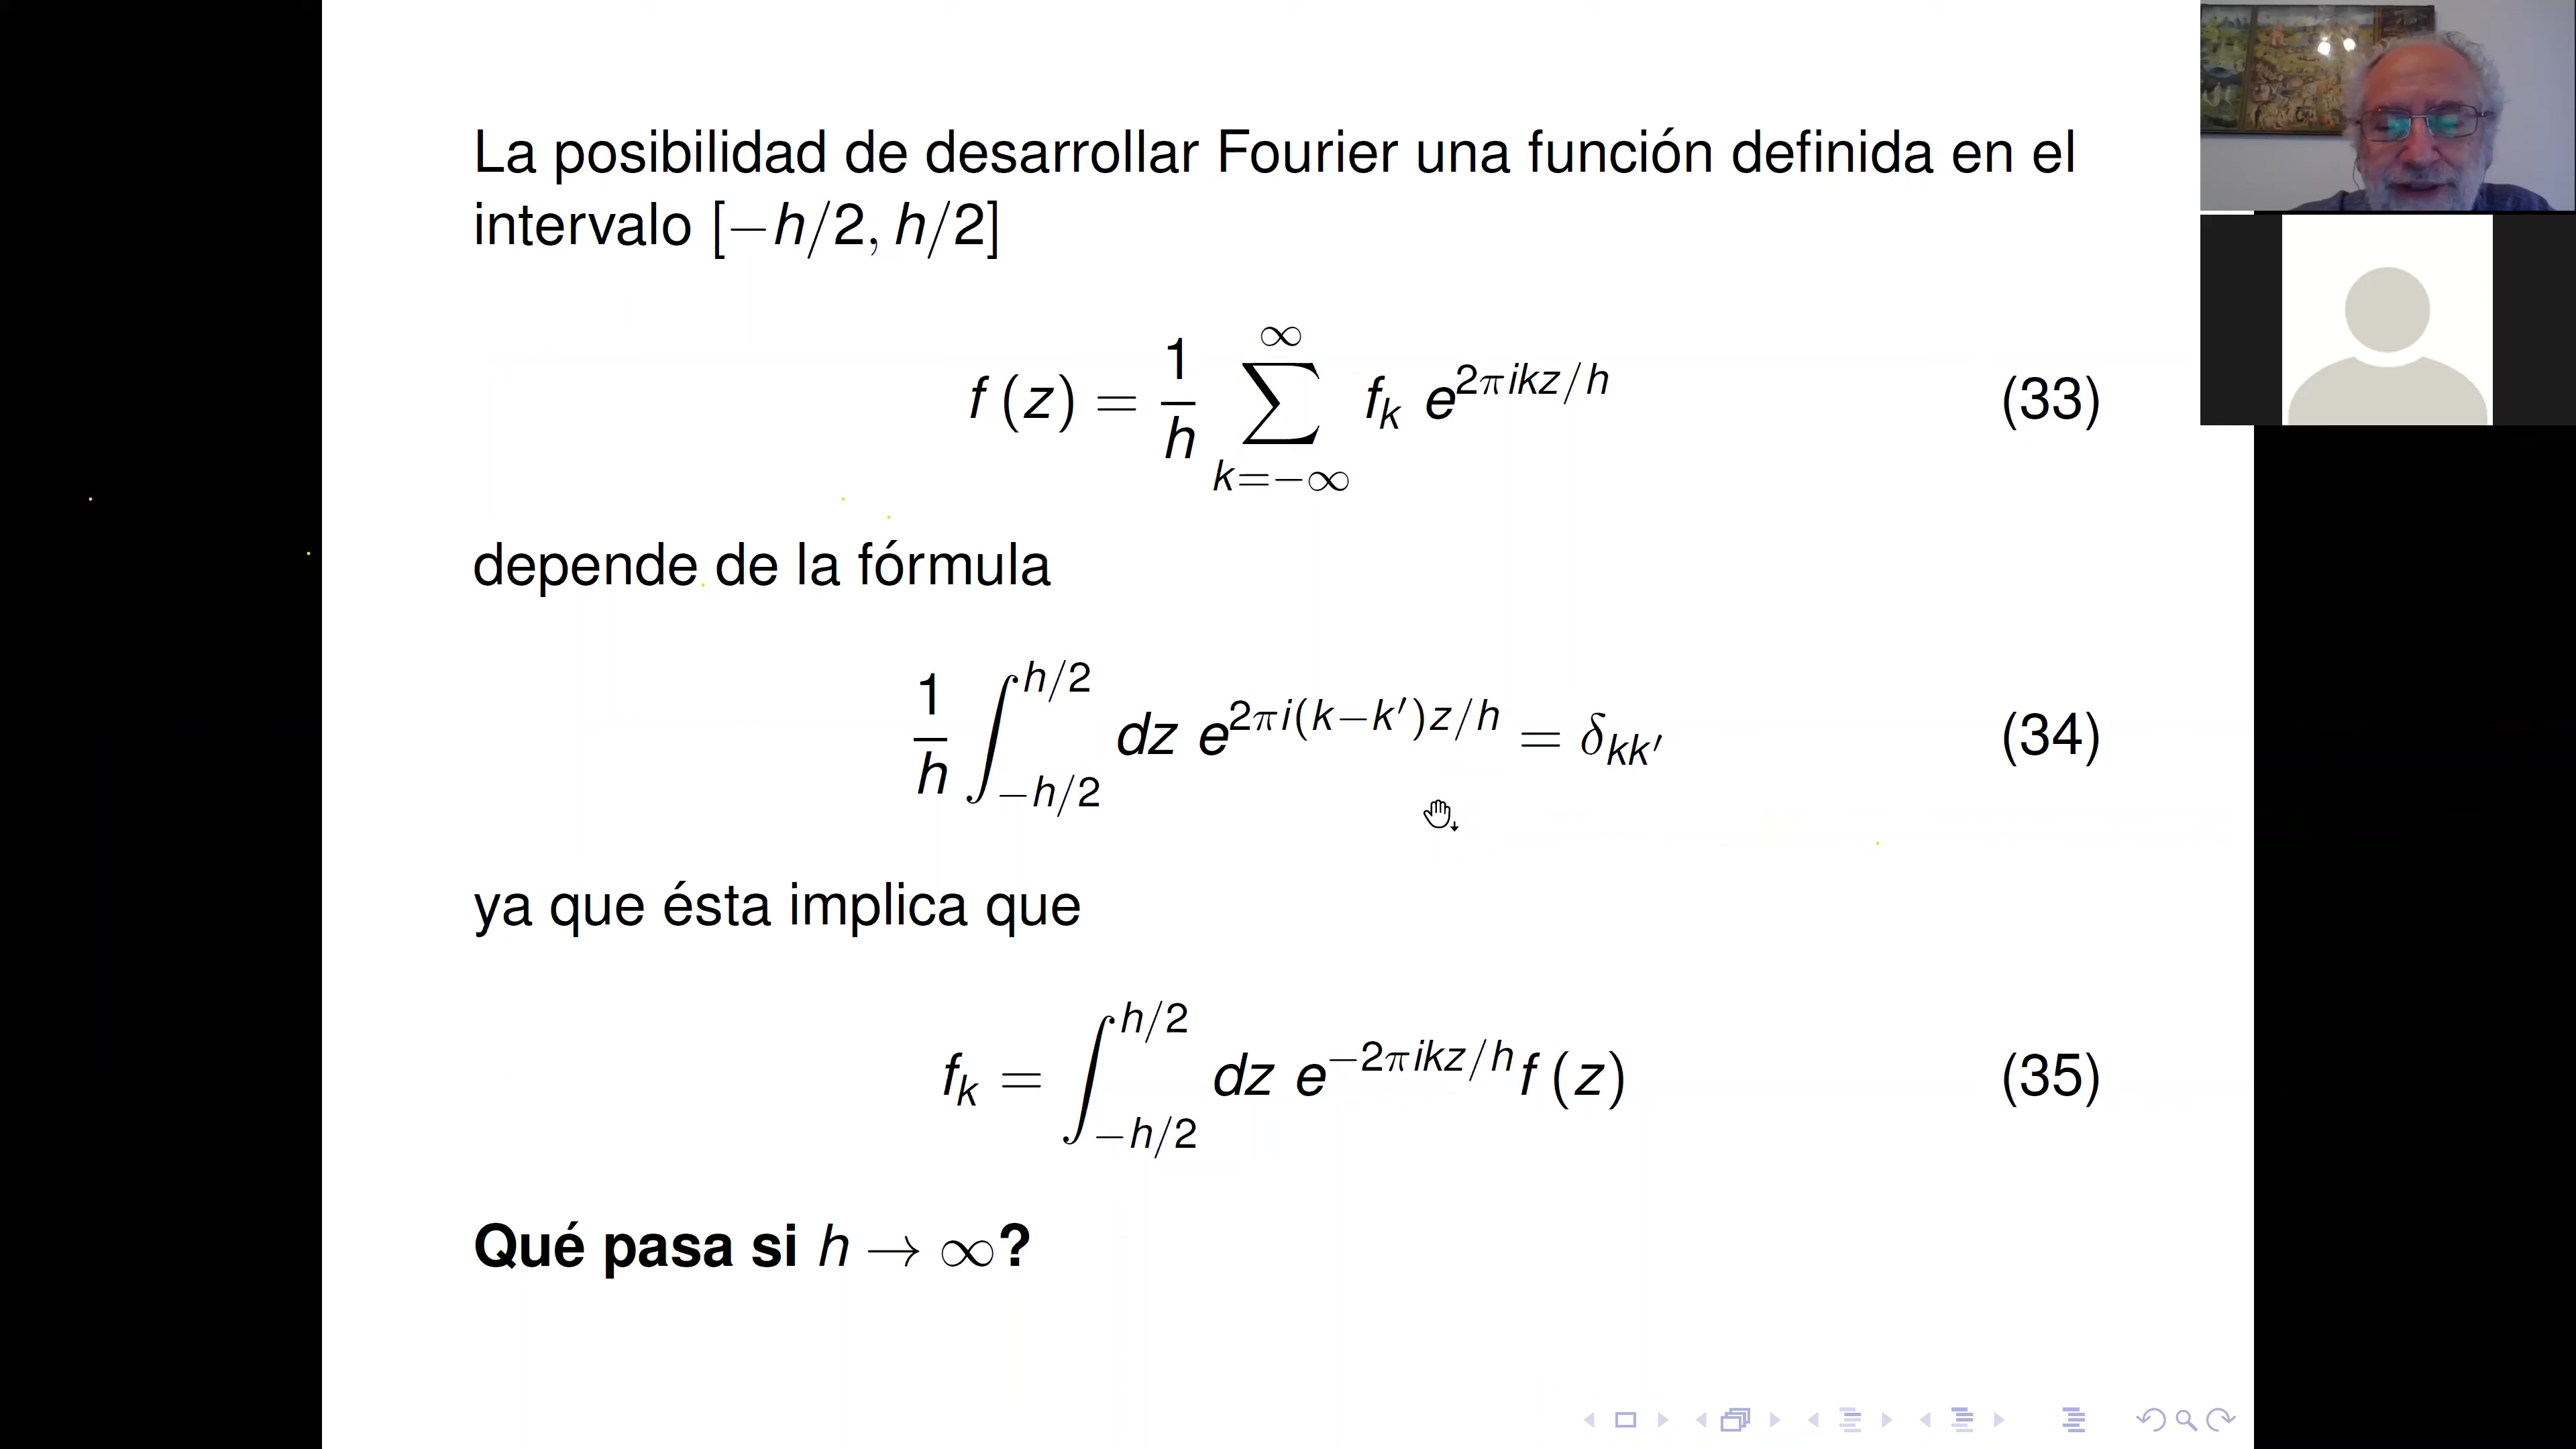 La posibilidad de desarrollar Fourier una función definida en el
intervalo [−h/2, h/2]
f (z) = 1/h ∑_{k=−∞}^{∞} f_k e^{2πikz/h} (33)
depende de la fórmula
1/h ∫_{−h/2}^{h/2} dz e^{2πi(k−k′)z/h} = δ_{kk′} (34)
ya que ésta implica que
f_k = ∫_{−h/2}^{h/2} dz e^{−2πikz/h} f (z) (35)
Qué pasa si h → ∞?